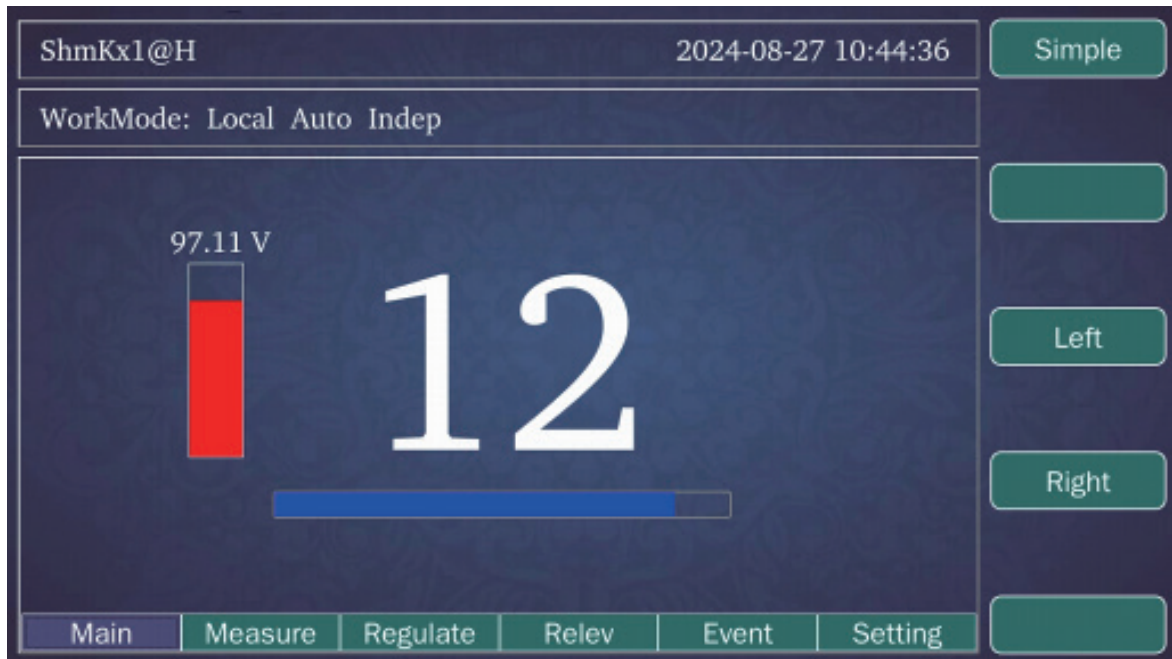 ShmKx1@H 2024-08-27 10:44:36 Simple
WorkMode: Local Auto Indep
97.11 V
12
Left
Right
Main Measure Regulate Relev Event Setting